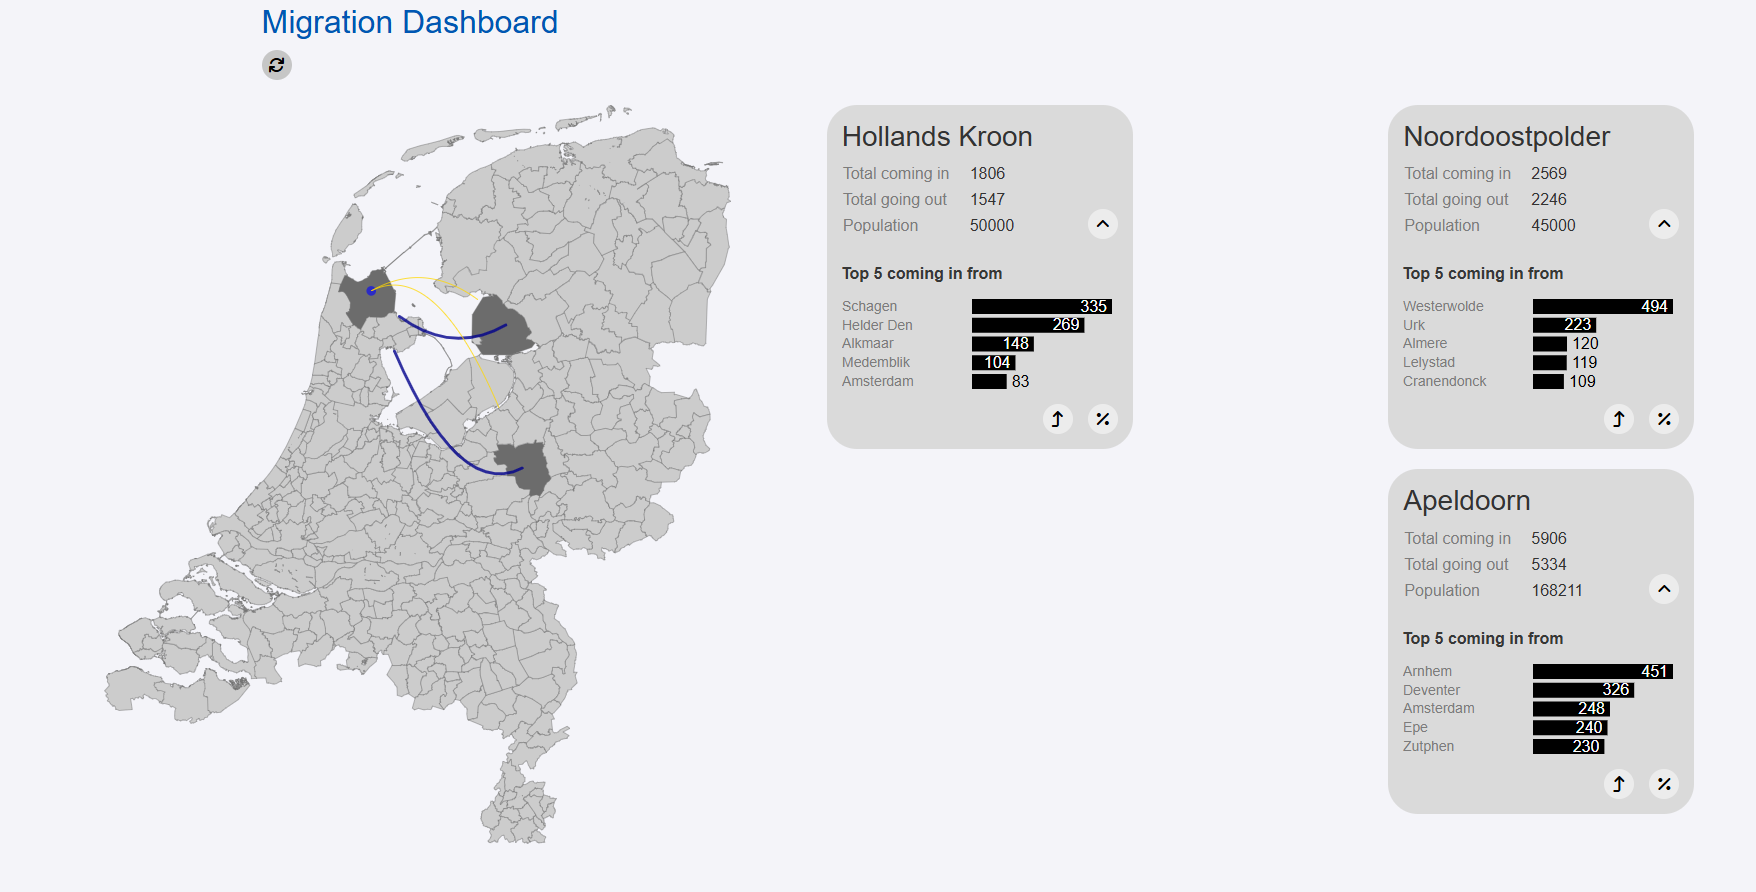 Migration Dashboard
Hollands Kroon
Total coming in 1806
Total going out 1547
Population 50000
Top 5 coming in from
Schagen 335
Helder Den 269
Alkmaar 148
Medemblik 104
Amsterdam 83
Noordoostpolder
Total coming in 2569
Total going out 2246
Population 45000
Top 5 coming in from
Westerwolde 494
Urk 223
Almere 120
Lelystad 119
Cranendonck 109
Apeldoorn
Total coming in 5906
Total going out 5334
Population 168211
Top 5 coming in from
Arnhem 451
Deventer 326
Amsterdam 248
Epe 240
Zutphen 230